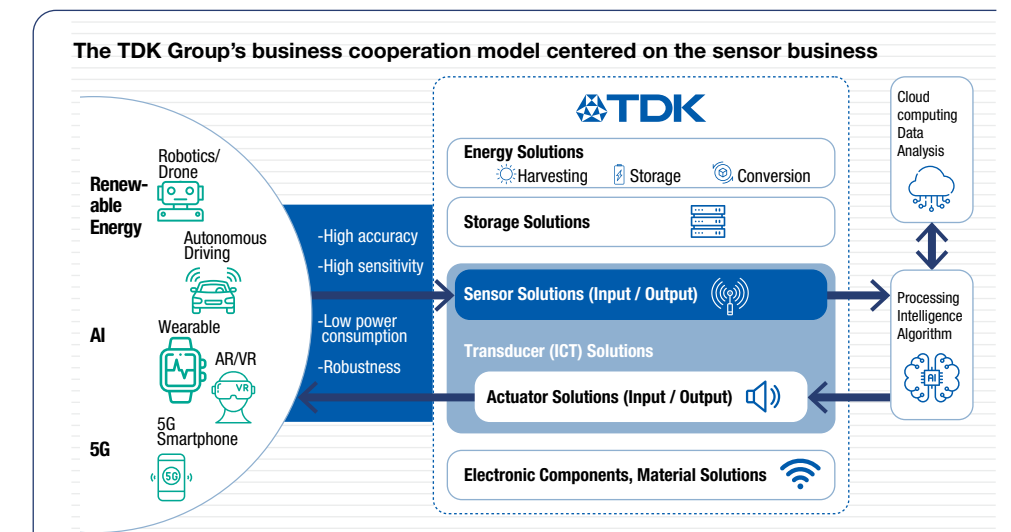 The TDK Group's business cooperation model centered on the sensor business
Renew-
able
Energy
AI
5G
Robotics/
Drone
Autonomous
Driving
Wearable
AR/VR
VR
5G
Smartphone
5G
-High accuracy
-High sensitivity
-Low power
consumption
-Robustness
TDK
Energy Solutions
Harvesting
Storage
Conversion
Storage Solutions
Sensor Solutions (Input / Output)
Transducer (ICT) Solutions
Actuator Solutions (Input / Output)
Electronic Components, Material Solutions
Cloud
computing
Data
Analysis
Processing
Intelligence
Algorithm
AI